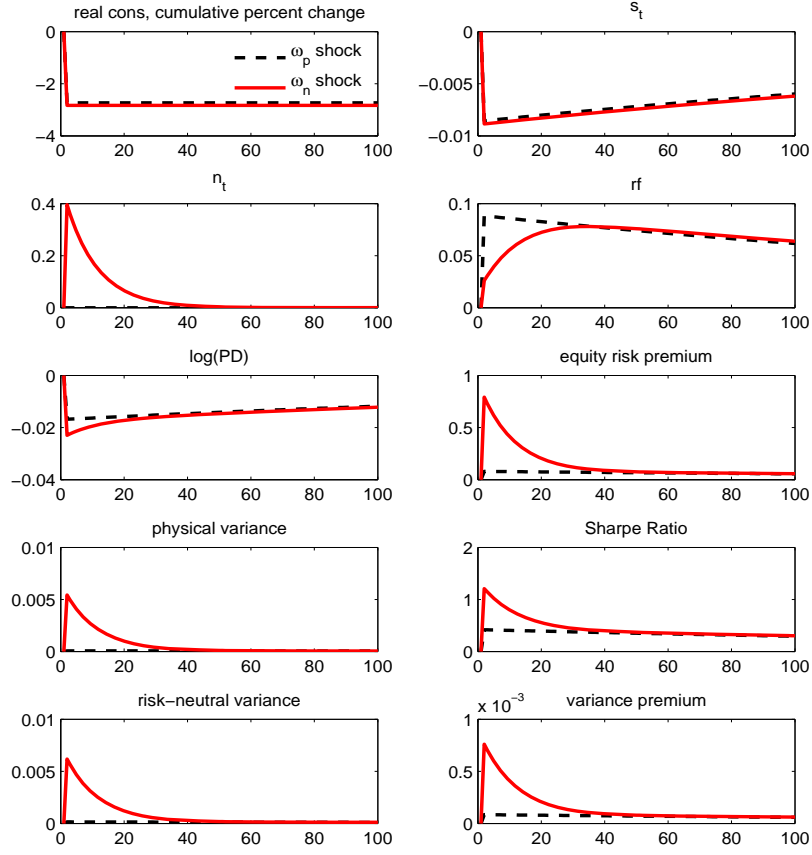 real cons, cumulative percent change
0
−2
−4
0 20 40 60 80 100
ω_p shock
ω_n shock
s_t
0
−0.005
−0.01
0 20 40 60 80 100
n_t
0.4
0.2
0
0 20 40 60 80 100
rf
0.1
0.05
0
0 20 40 60 80 100
log(PD)
0
−0.02
−0.04
0 20 40 60 80 100
equity risk premium
1
0.5
0
0 20 40 60 80 100
physical variance
0.01
0.005
0
0 20 40 60 80 100
Sharpe Ratio
2
1
0
0 20 40 60 80 100
risk−neutral variance
0.01
0.005
0
0 20 40 60 80 100
x 10^−3
variance premium
1
0.5
0
0 20 40 60 80 100